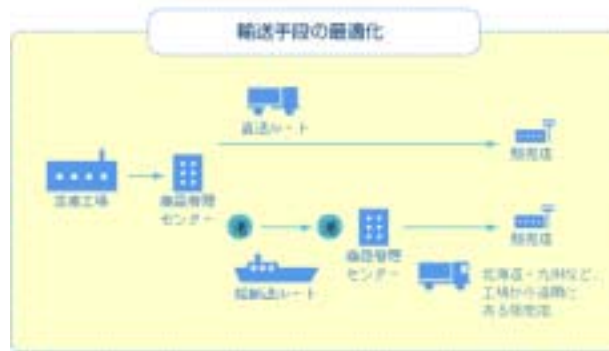 輸送手段の最適化
直送ルート
販売店
生産工場
商品管理
センター
販売店
商品管理
センター
船輸送ルート
北海道・九州など、
工場から遠隔に
ある販売店